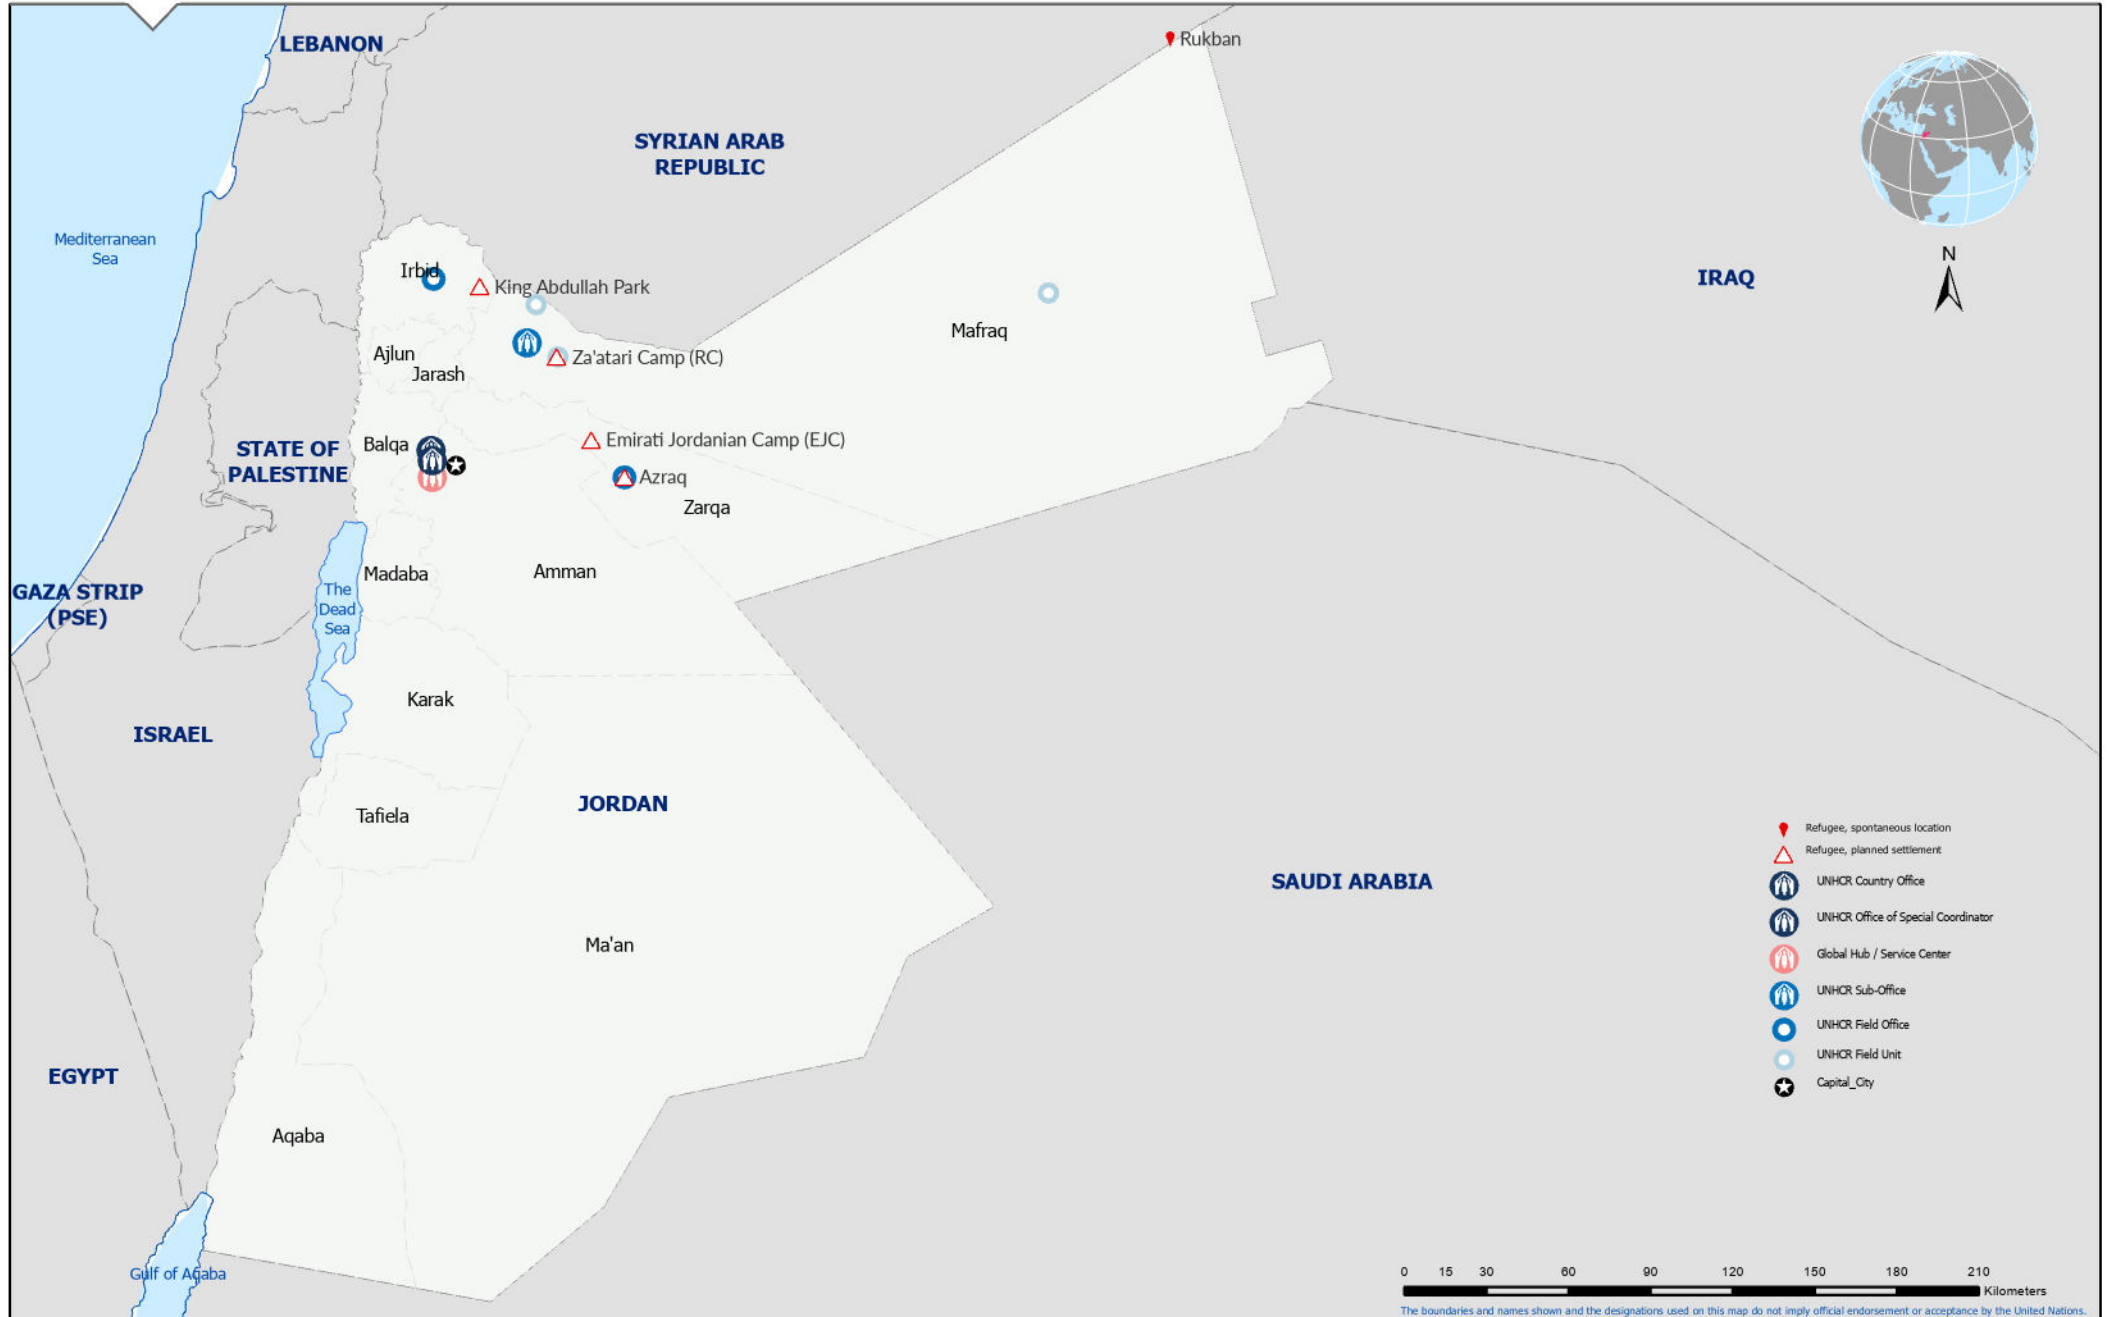 LEBANON
Rukban
SYRIAN ARAB
REPUBLIC
Mediterranean
Sea
N
IRAQ
Irbid
King Abdullah Park
Mafraq
Ajlun
Za'atari Camp (RC)
Jarash
STATE OF
PALESTINE
Balqa
Emirati Jordanian Camp (EJC)
Azraq
Zarqa
GAZA STRIP
(PSE)
The
Dead
Sea
Madaba
Amman
Karak
ISRAEL
Tafiela
JORDAN
SAUDI ARABIA
Ma'an
EGYPT
Aqaba
Gulf of Aqaba
Refugee, spontaneous location
Refugee, planned settlement
UNHCR Country Office
UNHCR Office of Special Coordinator
Global Hub / Service Center
UNHCR Sub-Office
UNHCR Field Office
UNHCR Field Unit
Capital_City
0 15 30 60 90 120 150 180 210
Kilometers
The boundaries and names shown and the designations used on this map do not imply official endorsement or acceptance by the United Nations.